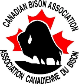 CANADIAN BISON ASSOCIATION
ASSOCIATION CANADIENNE DU BISON